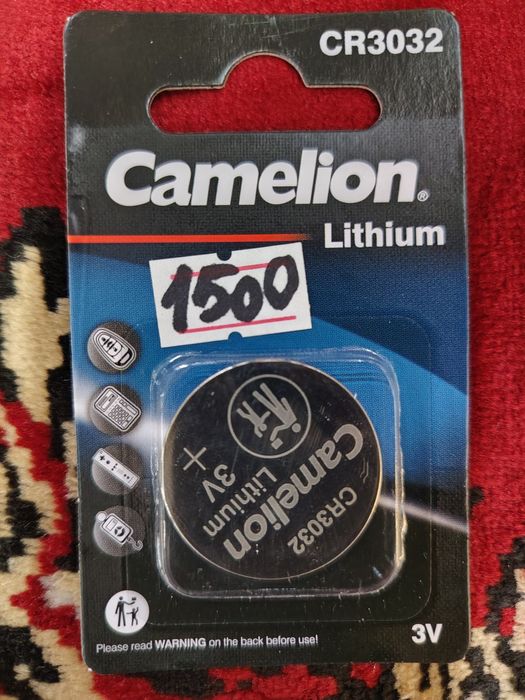 CR3032
Camelion®
Lithium
1500
+
3V
Lithium
Camelion
CR3032
Please read WARNING on the back before use!
3V